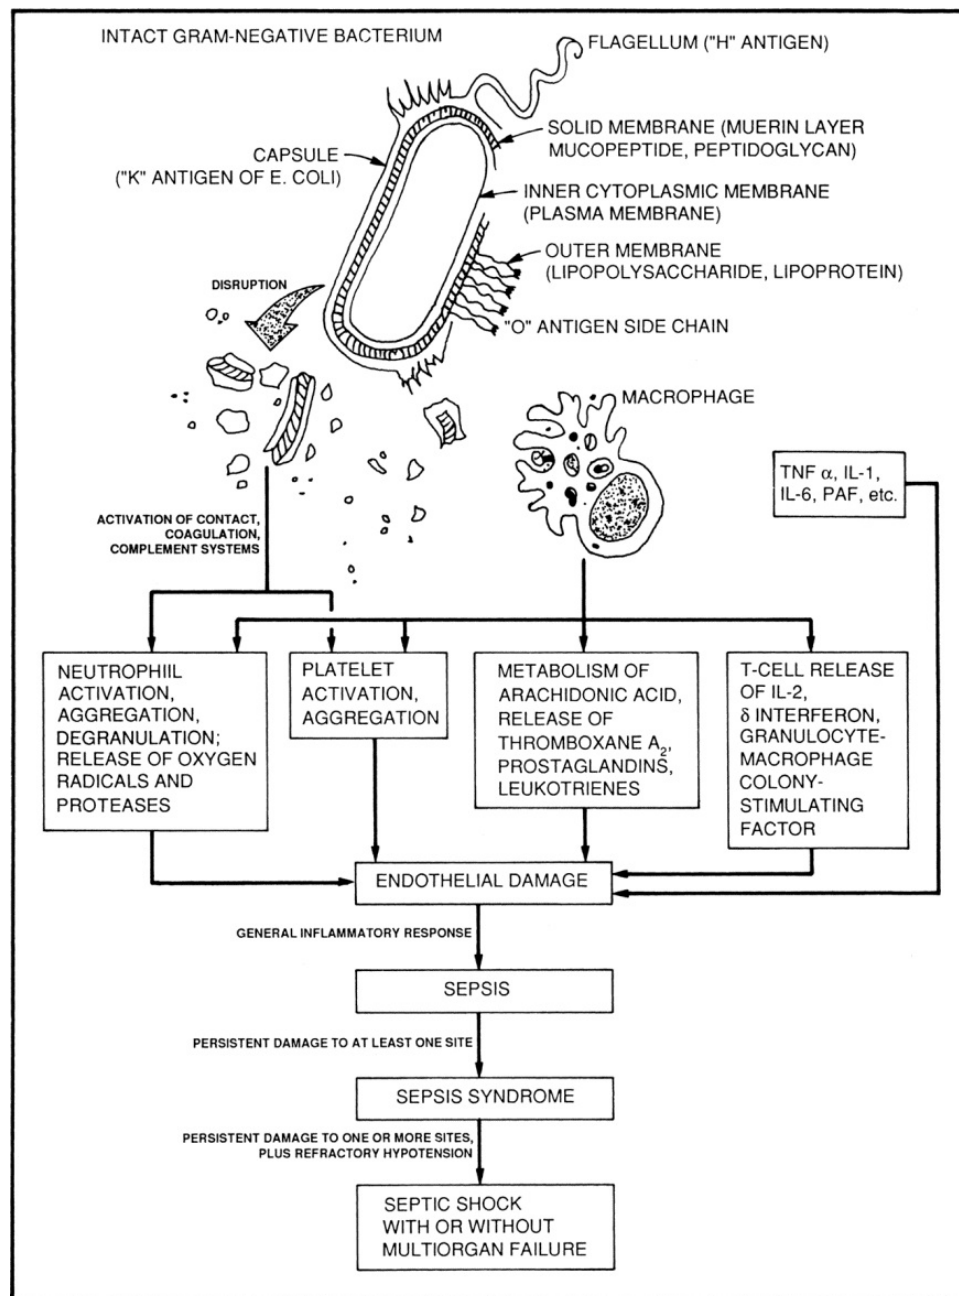 INTACT GRAM-NEGATIVE BACTERIUM
FLAGELLUM ("H" ANTIGEN)
SOLID MEMBRANE (MUERIN LAYER
MUCOPEPTIDE, PEPTIDOGLYCAN)
CAPSULE
("K" ANTIGEN OF E. COLI)
INNER CYTOPLASMIC MEMBRANE
(PLASMA MEMBRANE)
OUTER MEMBRANE
(LIPOPOLYSACCHARIDE, LIPOPROTEIN)
DISRUPTION
"O" ANTIGEN SIDE CHAIN
MACROPHAGE
TNF α, IL-1,
IL-6, PAF, etc.
ACTIVATION OF CONTACT,
COAGULATION,
COMPLEMENT SYSTEMS
NEUTROPHIIL
ACTIVATION,
AGGREGATION,
DEGRANULATION;
RELEASE OF OXYGEN
RADICALS AND
PROTEASES
PLATELET
ACTIVATION,
AGGREGATION
METABOLISM OF
ARACHIDONIC ACID,
RELEASE OF
THROMBOXANE A₂,
PROSTAGLANDINS,
LEUKOTRIENES
T-CELL RELEASE
OF IL-2,
δ INTERFERON,
GRANULOCYTE-
MACROPHAGE
COLONY-
STIMULATING
FACTOR
ENDOTHELIAL DAMAGE
GENERAL INFLAMMATORY RESPONSE
SEPSIS
PERSISTENT DAMAGE TO AT LEAST ONE SITE
SEPSIS SYNDROME
PERSISTENT DAMAGE TO ONE OR MORE SITES,
PLUS REFRACTORY HYPOTENSION
SEPTIC SHOCK
WITH OR WITHOUT
MULTIORGAN FAILURE